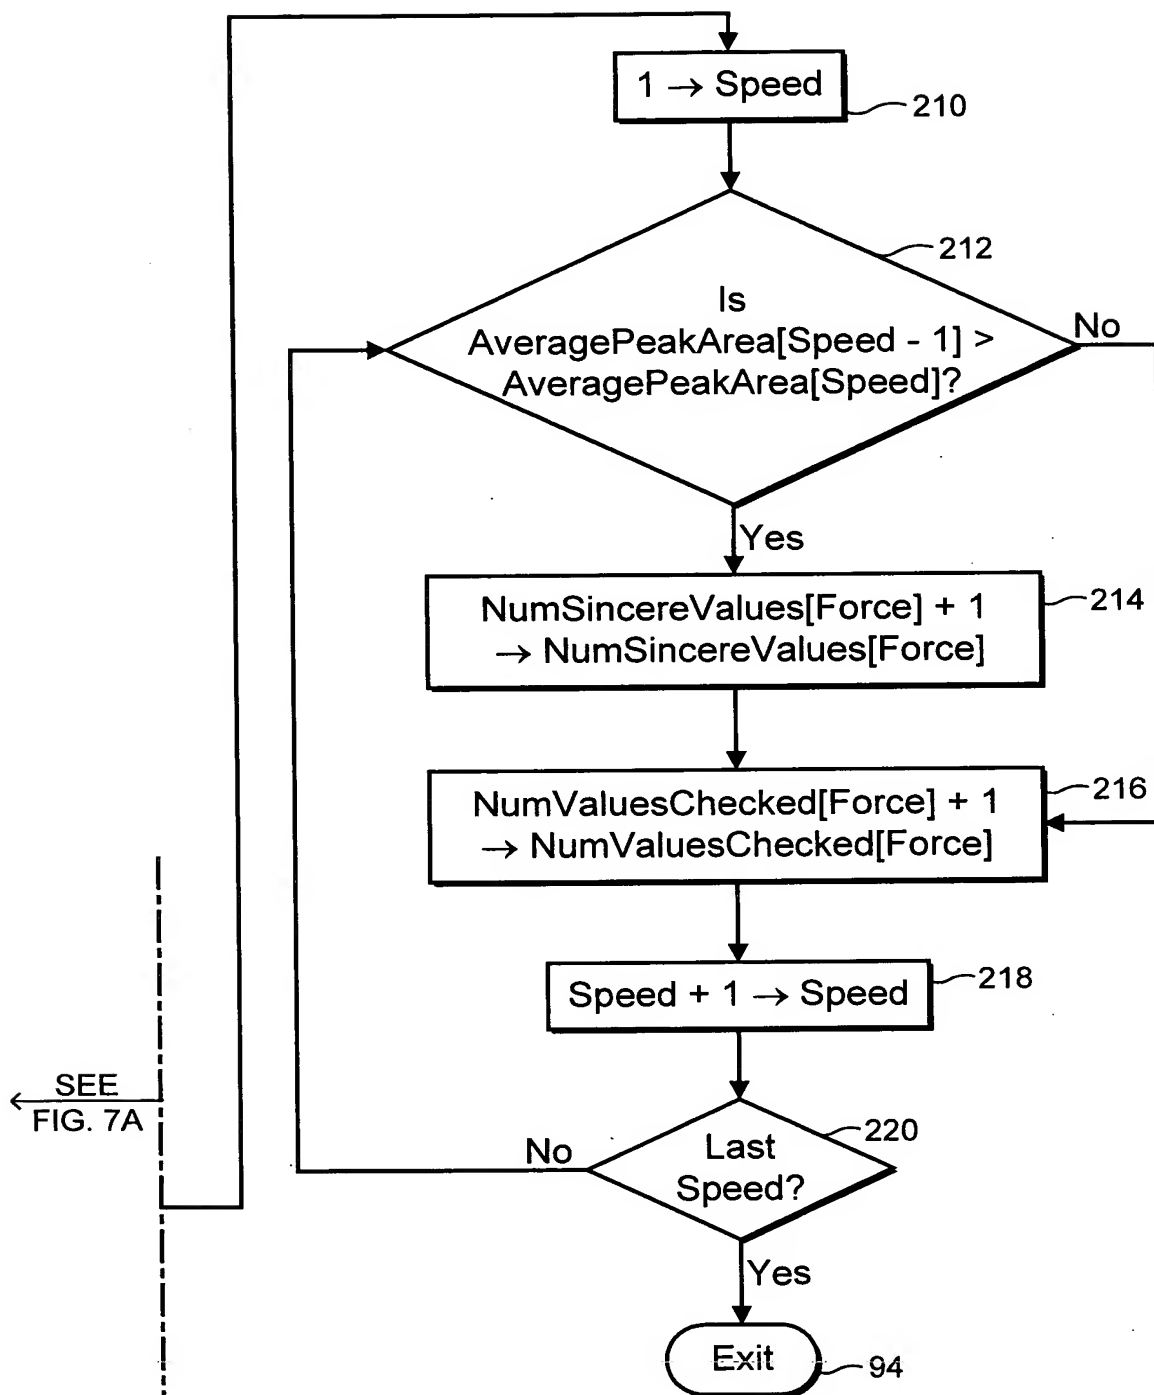 1 → Speed
210
212
Is
AveragePeakArea[Speed - 1] >
AveragePeakArea[Speed]?
No
Yes
NumSincereValues[Force] + 1
→ NumSincereValues[Force]
214
NumValuesChecked[Force] + 1
→ NumValuesChecked[Force]
216
Speed + 1 → Speed
218
SEE
FIG. 7A
220
No
Last
Speed?
Yes
Exit
94